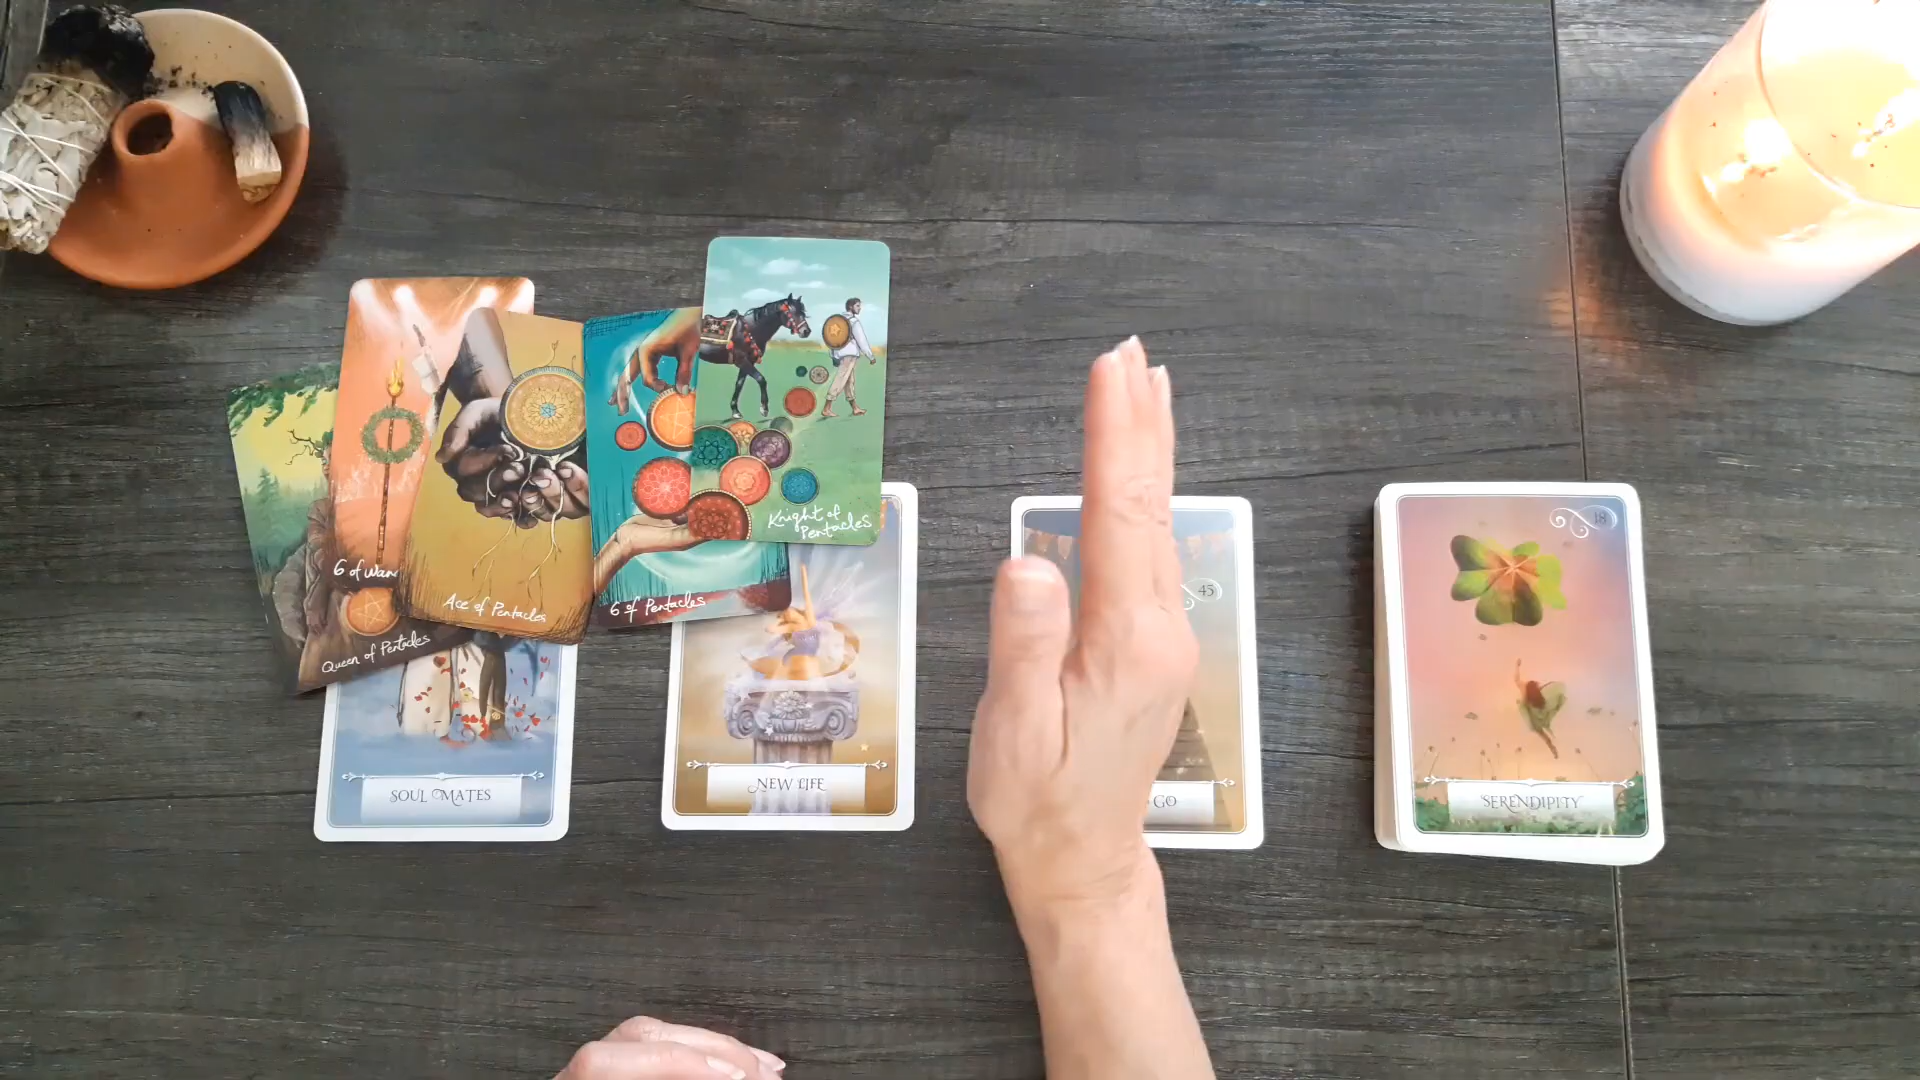 6 of Wan
Ace of Pentacles
Queen of Pentacles
6 of Pentacles
Knight of
Pentacles
SOUL MATES
NEW LIFE
45
GO
18
SERENDIPITY